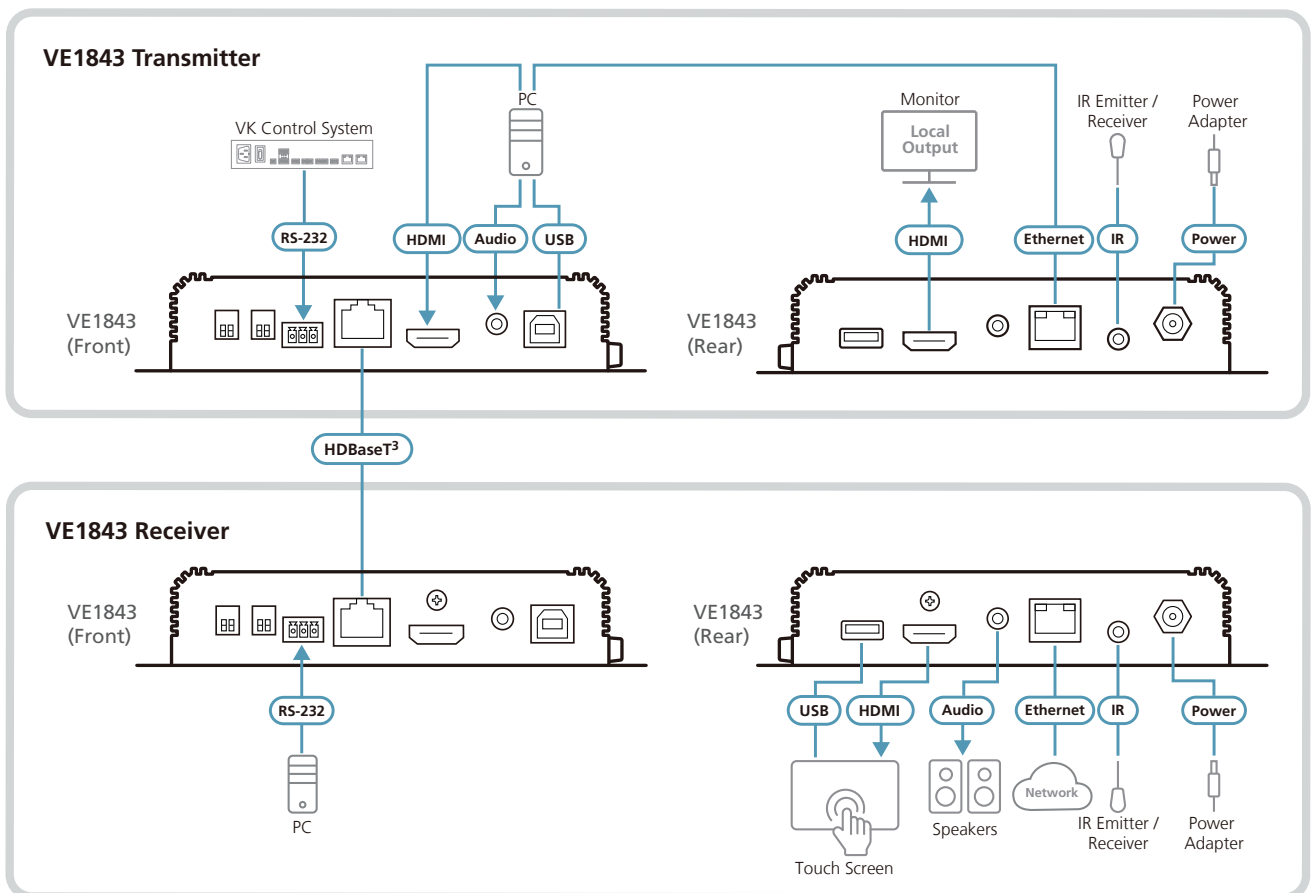 VE1843 Transmitter
PC
VK Control System
Monitor
Local
Output
IR Emitter /
Receiver
Power
Adapter
RS-232
HDMI
Audio
USB
HDMI
Ethernet
IR
Power
VE1843
(Front)
VE1843
(Rear)
HDBaseT3
VE1843 Receiver
VE1843
(Front)
VE1843
(Rear)
RS-232
USB
HDMI
Audio
Ethernet
IR
Power
PC
Touch Screen
Speakers
Network
IR Emitter /
Receiver
Power
Adapter